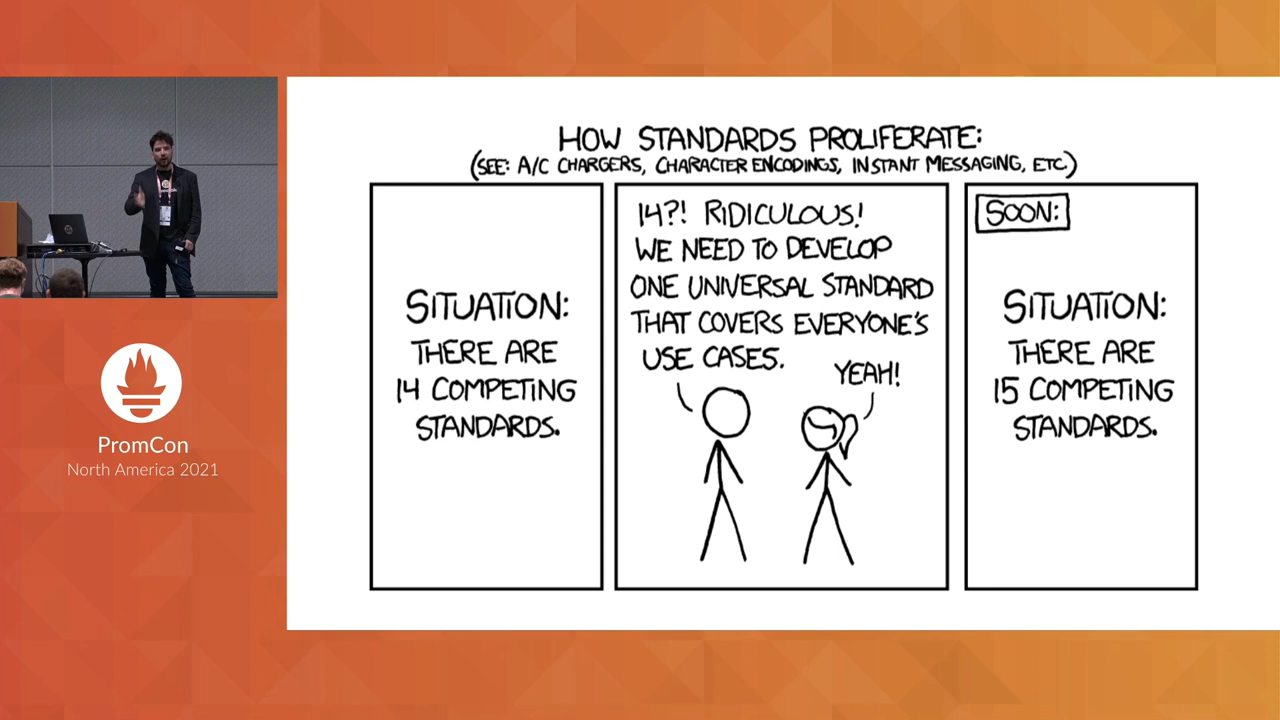 HOW STANDARDS PROLIFERATE:
(SEE: A/C CHARGERS, CHARACTER ENCODINGS, INSTANT MESSAGING, ETC.)
SITUATION:
THERE ARE
14 COMPETING
STANDARDS.
14?! RIDICULOUS!
WE NEED TO DEVELOP
ONE UNIVERSAL STANDARD
THAT COVERS EVERYONE'S
USE CASES.
YEAH!
SOON:
SITUATION:
THERE ARE
15 COMPETING
STANDARDS.
PromCon
North America 2021